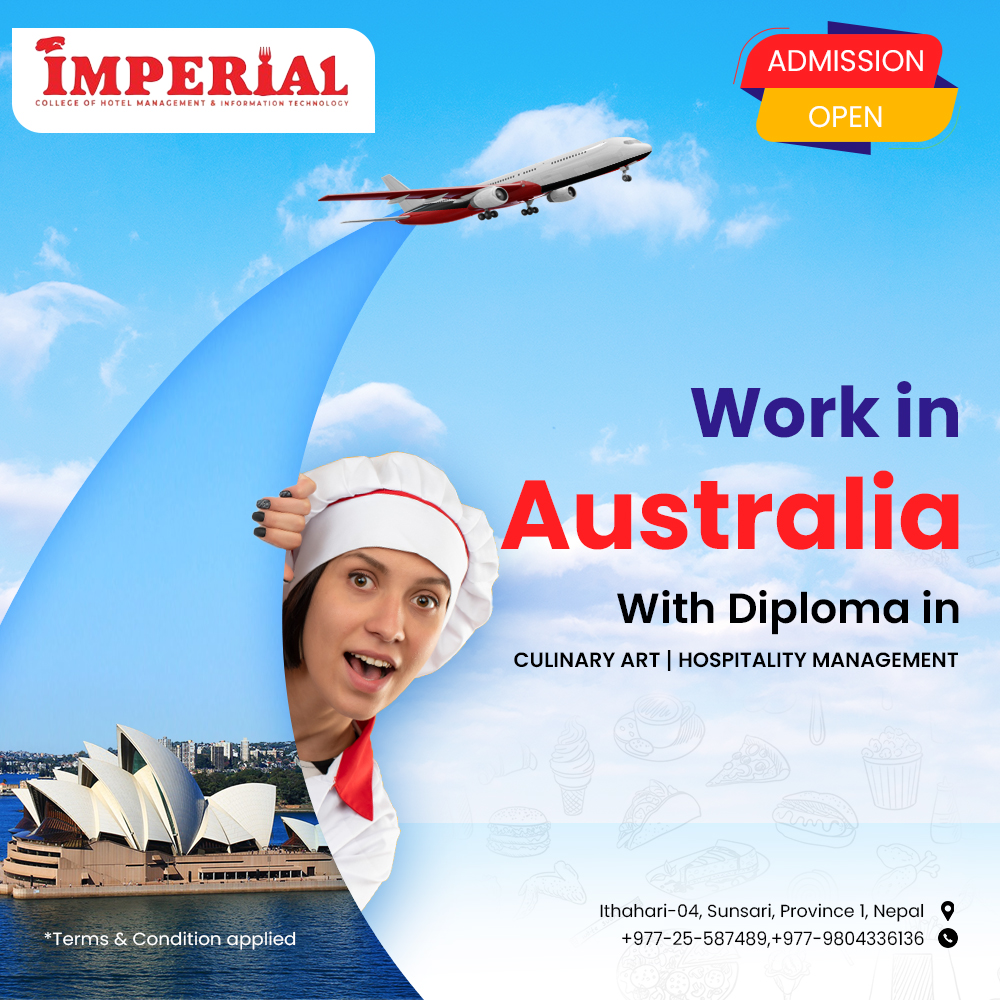 IMPERIAL
COLLEGE OF HOTEL MANAGEMENT & INFORMATION TECHNOLOGY
ADMISSION
OPEN
Work in
Australia
With Diploma in
CULINARY ART | HOSPITALITY MANAGEMENT
Ithahari-04, Sunsari, Province 1, Nepal
+977-25-587489,+977-9804336136
*Terms & Condition applied